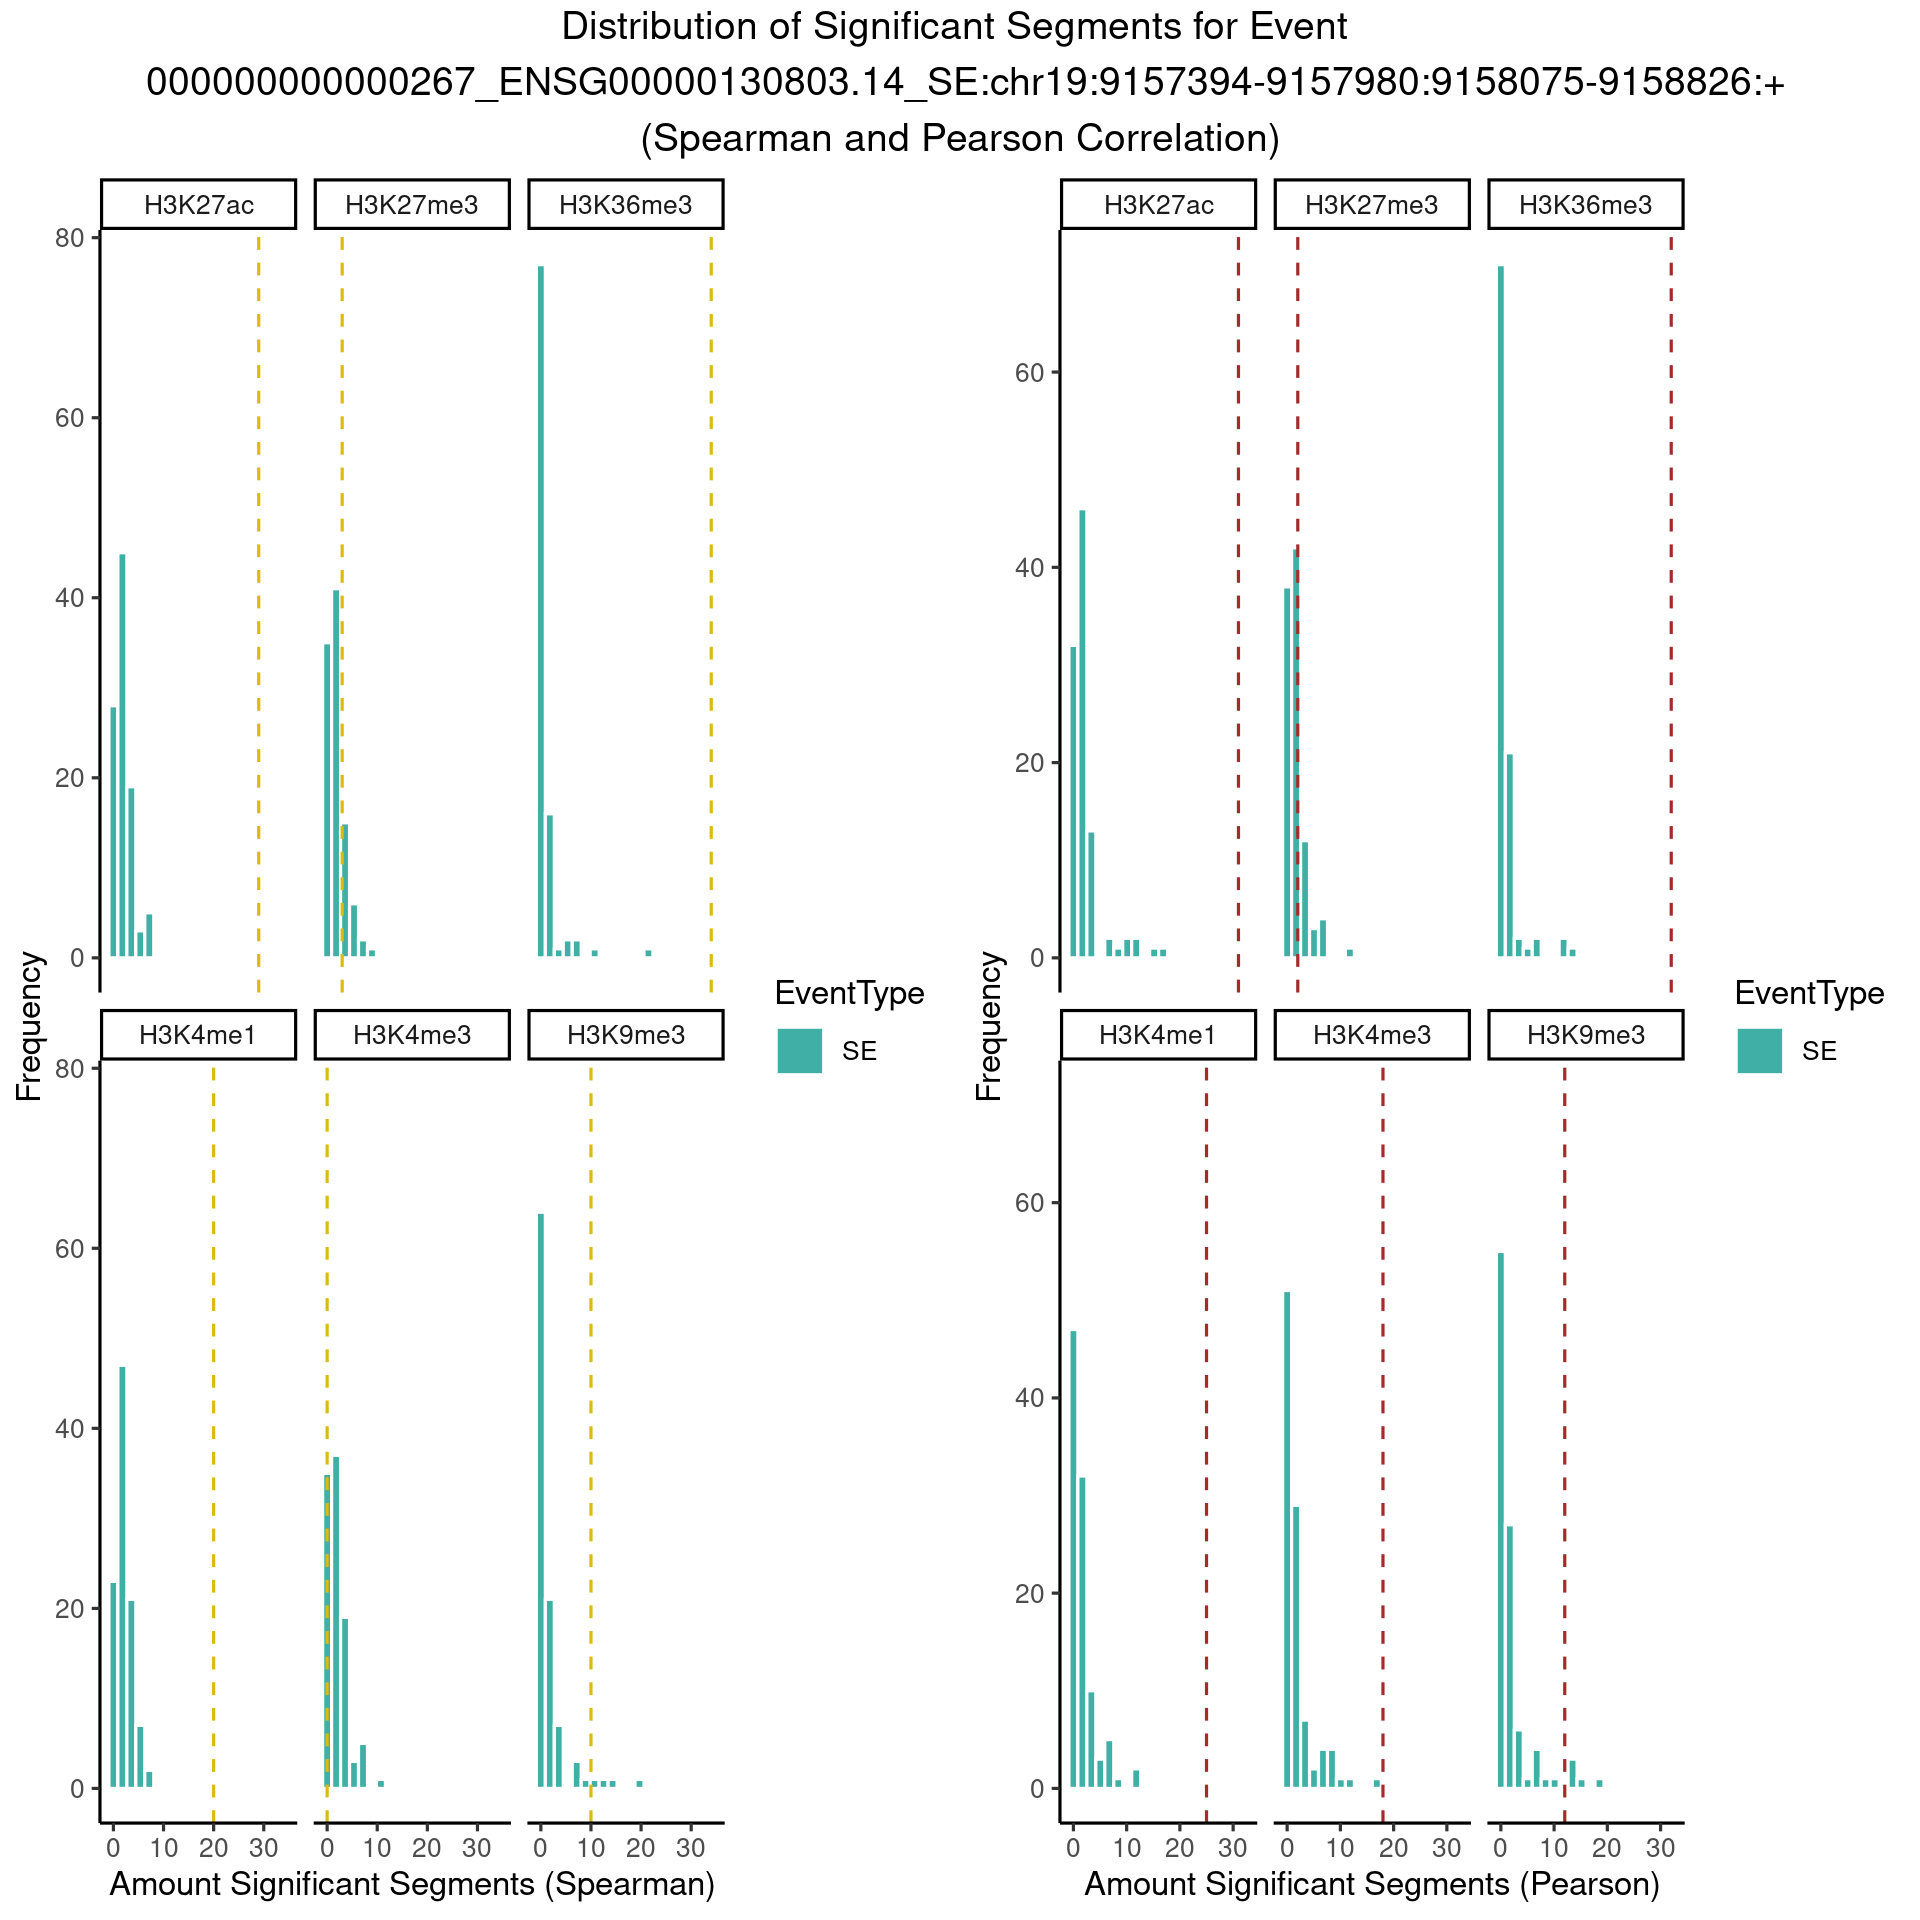 Distribution of Significant Segments for Event
000000000000267_ENSG00000130803.14_SE:chr19:9157394-9157980:9158075-9158826:+
(Spearman and Pearson Correlation)
H3K27ac H3K27me3 H3K36me3
80
60
40
20
0
H3K4me1 H3K4me3 H3K9me3
80
60
40
20
0
0 10 20 30 0 10 20 30 0 10 20 30
Frequency
Amount Significant Segments (Spearman)
EventType
SE
H3K27ac H3K27me3 H3K36me3
60
40
20
0
H3K4me1 H3K4me3 H3K9me3
60
40
20
0
0 10 20 30 0 10 20 30 0 10 20 30
Frequency
Amount Significant Segments (Pearson)
EventType
SE